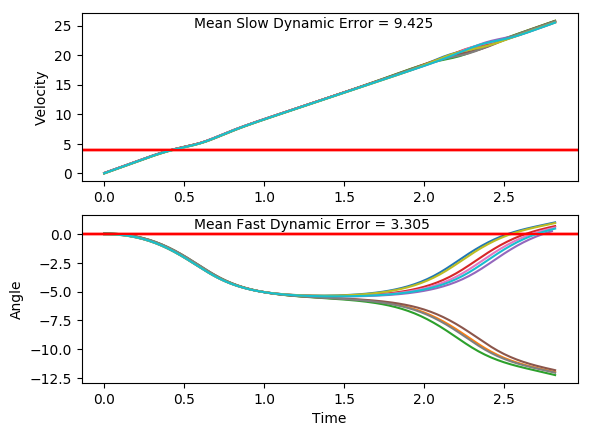 Mean Slow Dynamic Error = 9.425
Velocity
25
20
15
10
5
0
0.0 0.5 1.0 1.5 2.0 2.5
Mean Fast Dynamic Error = 3.305
Angle
0.0
−2.5
−5.0
−7.5
−10.0
−12.5
0.0 0.5 1.0 1.5 2.0 2.5
Time